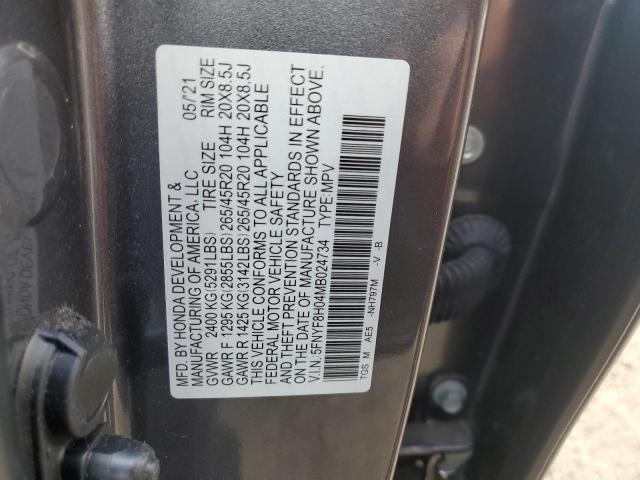 MFD. BY HONDA DEVELOPMENT &
MANUFACTURING OF AMERICA, LLC 05/21
GVWR 2400 KG(5291LBS) TIRE SIZE RIM SIZE
GAWR F 1295 KG(2855LBS) 265/45R20 104H 20X8.5J
GAWR R 1425 KG(3142LBS) 265/45R20 104H 20X8.5J
THIS VEHICLE CONFORMS TO ALL APPLICABLE
FEDERAL MOTOR VEHICLE SAFETY
AND THEFT PREVENTION STANDARDS IN EFFECT
ON THE DATE OF MANUFACTURE SHOWN ABOVE.
V.I.N.:5FNYF8H04MB024734 TYPE:MPV
TGS M AE5 -NH797M -V -B